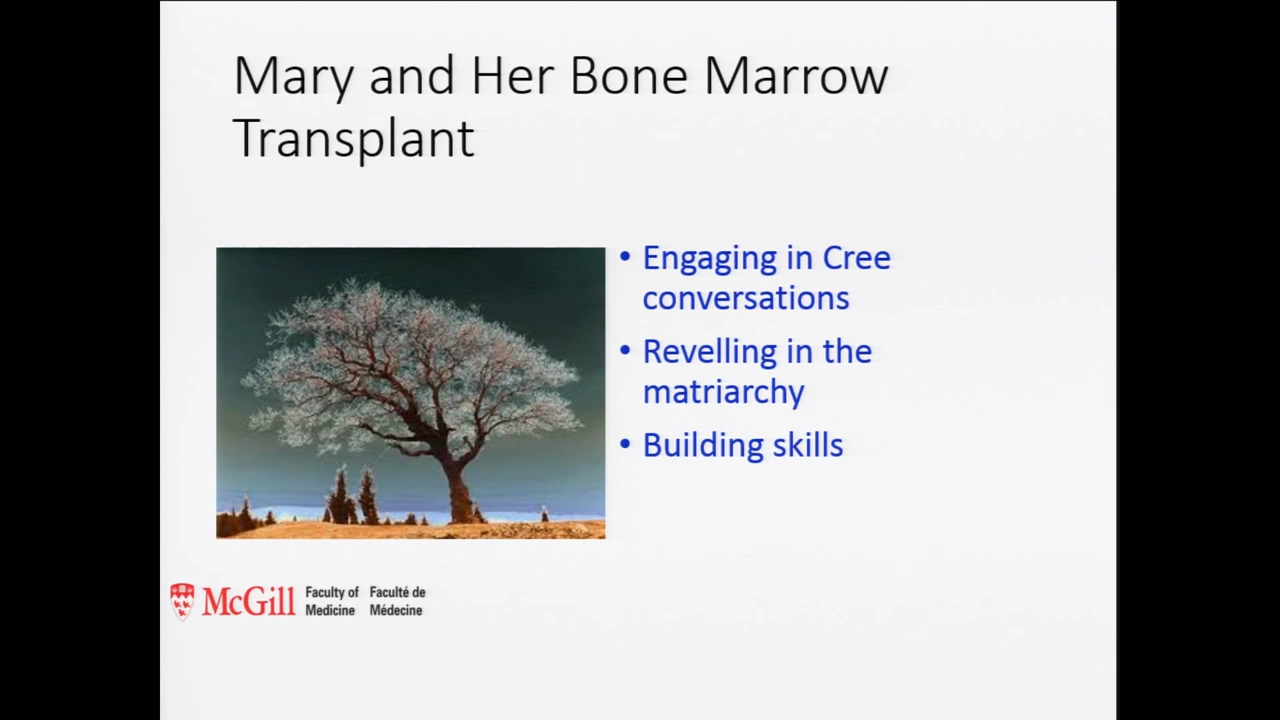 Mary and Her Bone Marrow
Transplant
• Engaging in Cree
conversations
• Revelling in the
matriarchy
• Building skills
McGill
Faculty of
Medicine
Faculté de
Médecine